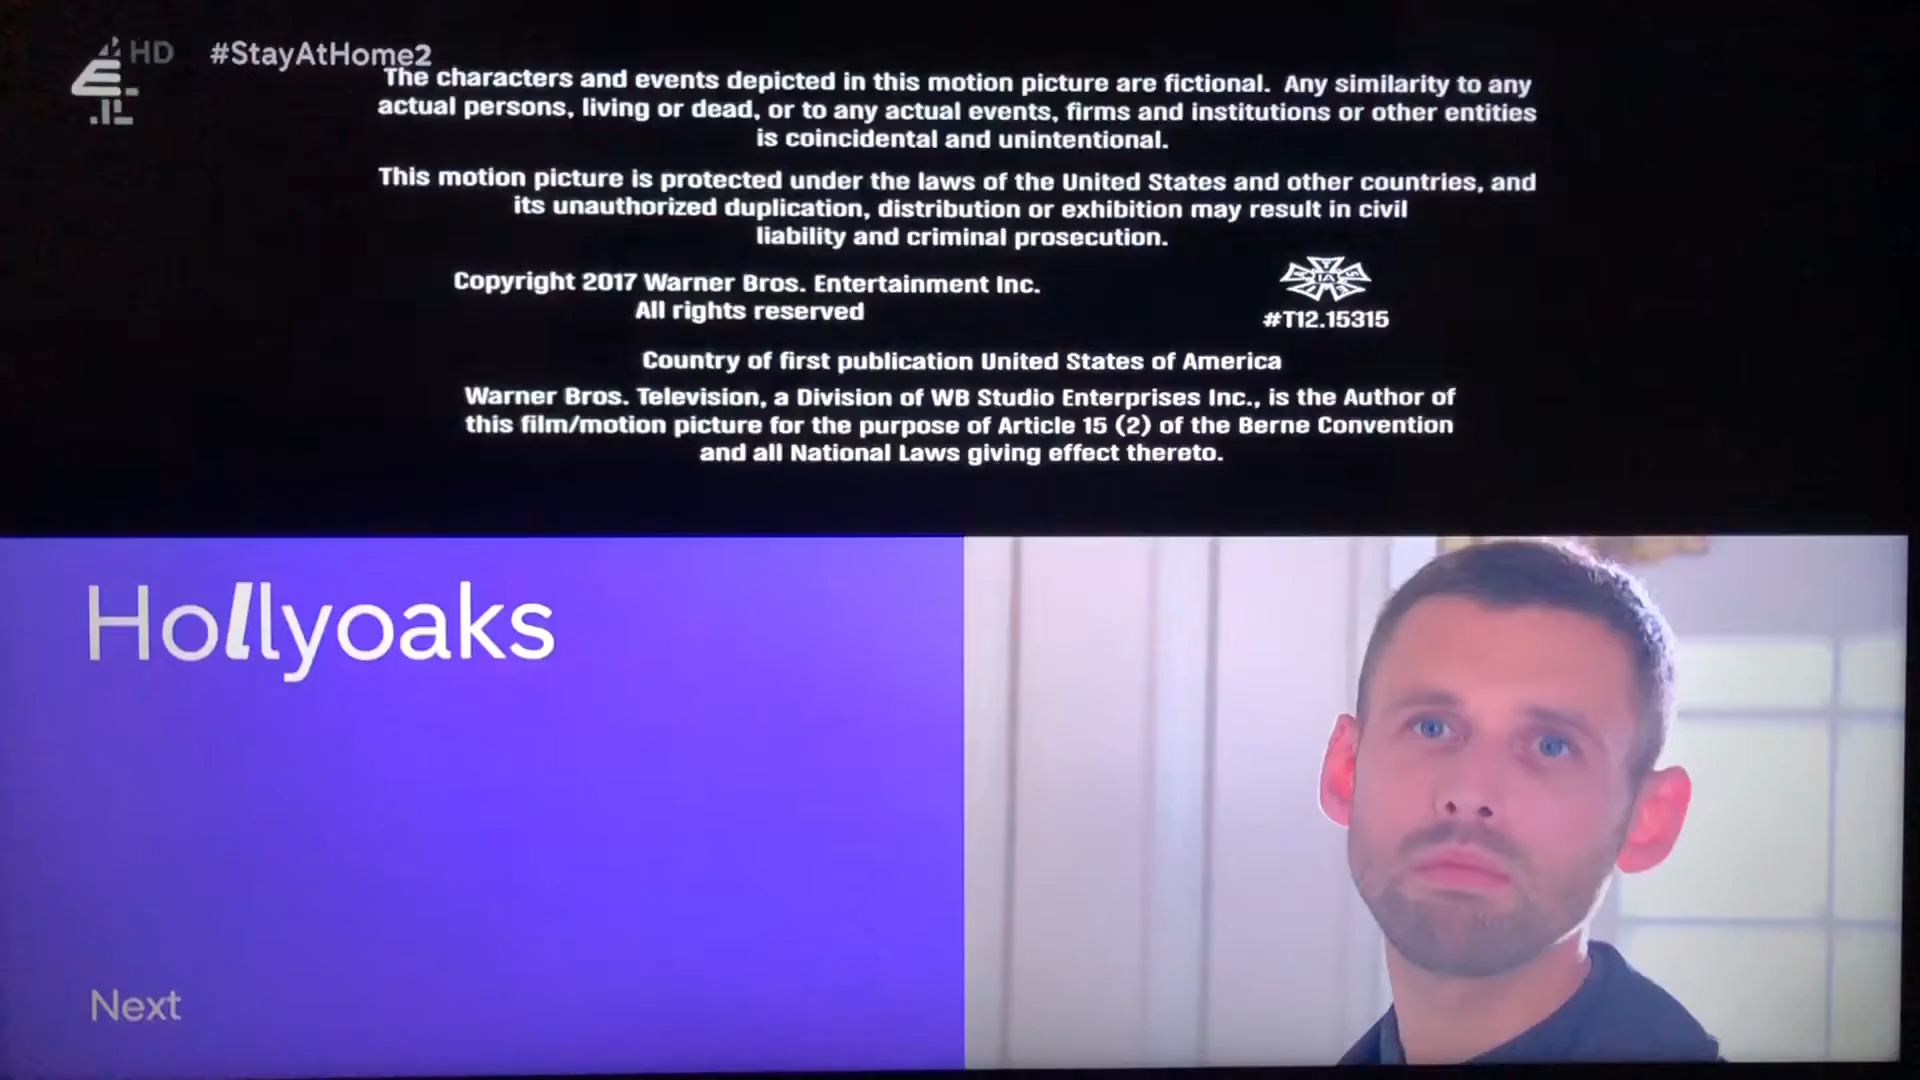 HD #StayAtHome2
The characters and events depicted in this motion picture are fictional. Any similarity to any
actual persons, living or dead, or to any actual events, firms and institutions or other entities
is coincidental and unintentional.
This motion picture is protected under the laws of the United States and other countries, and
its unauthorized duplication, distribution or exhibition may result in civil
liability and criminal prosecution.
Copyright 2017 Warner Bros. Entertainment Inc.
All rights reserved
#T12.15315
Country of first publication United States of America
Warner Bros. Television, a Division of WB Studio Enterprises Inc., is the Author of
this film/motion picture for the purpose of Article 15 (2) of the Berne Convention
and all National Laws giving effect thereto.
Hollyoaks
Next